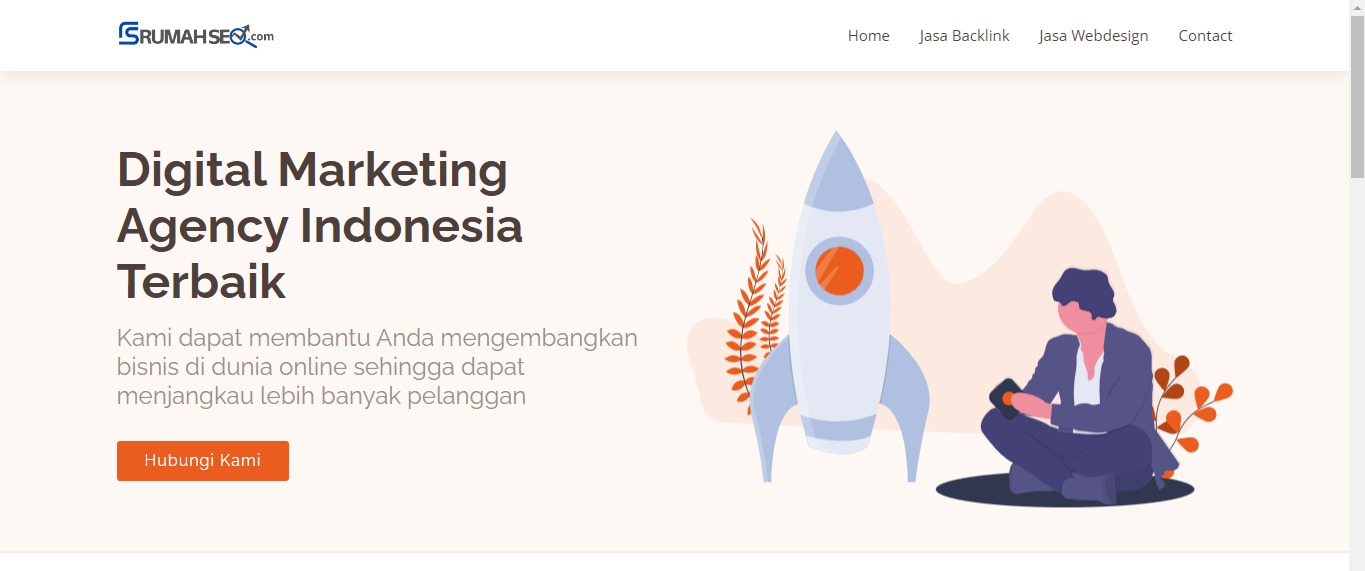 SRUMAHSEO.com
Home Jasa Backlink Jasa Webdesign Contact
Digital Marketing
Agency Indonesia
Terbaik
Kami dapat membantu Anda mengembangkan
bisnis di dunia online sehingga dapat
menjangkau lebih banyak pelanggan
Hubungi Kami